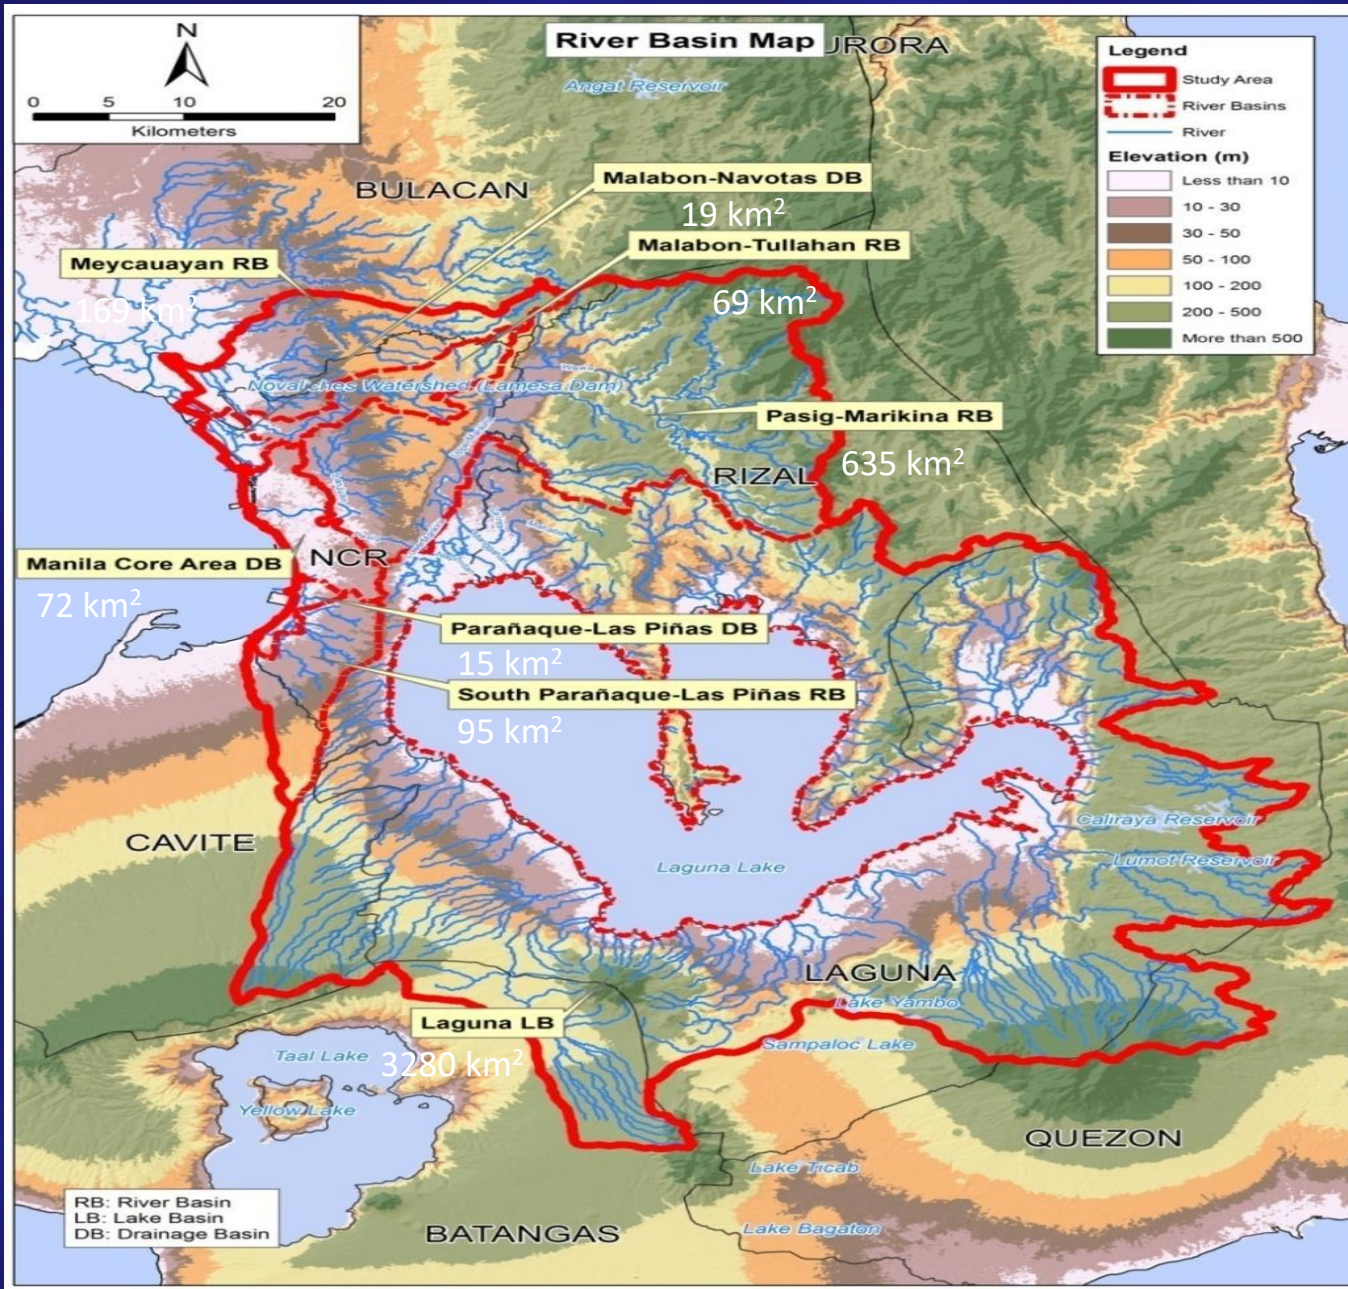 River Basin Map
N
0 5 10 20
Kilometers
Legend
Study Area
River Basins
River
Elevation (m)
Less than 10
10 - 30
30 - 50
50 - 100
100 - 200
200 - 500
More than 500
URORA
Angat Reservoir
BULACAN
Malabon-Navotas DB
19 km²
Malabon-Tullahan RB
69 km²
Meycauayan RB
169 km²
Watershed (Lamesa Dam)
Pasig-Marikina RB
635 km²
RIZAL
NCR
Manila Core Area DB
72 km²
Parañaque-Las Piñas DB
15 km²
South Parañaque-Las Piñas RB
95 km²
CAVITE
Laguna Lake
Caliraya Reservoir
Lumot Reservoir
LAGUNA
Lake Yambo
Sampaloc Lake
Laguna LB
3280 km²
Taal Lake
Yellow Lake
QUEZON
Lake Ticab
Lake Bagaton
BATANGAS
RB: River Basin
LB: Lake Basin
DB: Drainage Basin